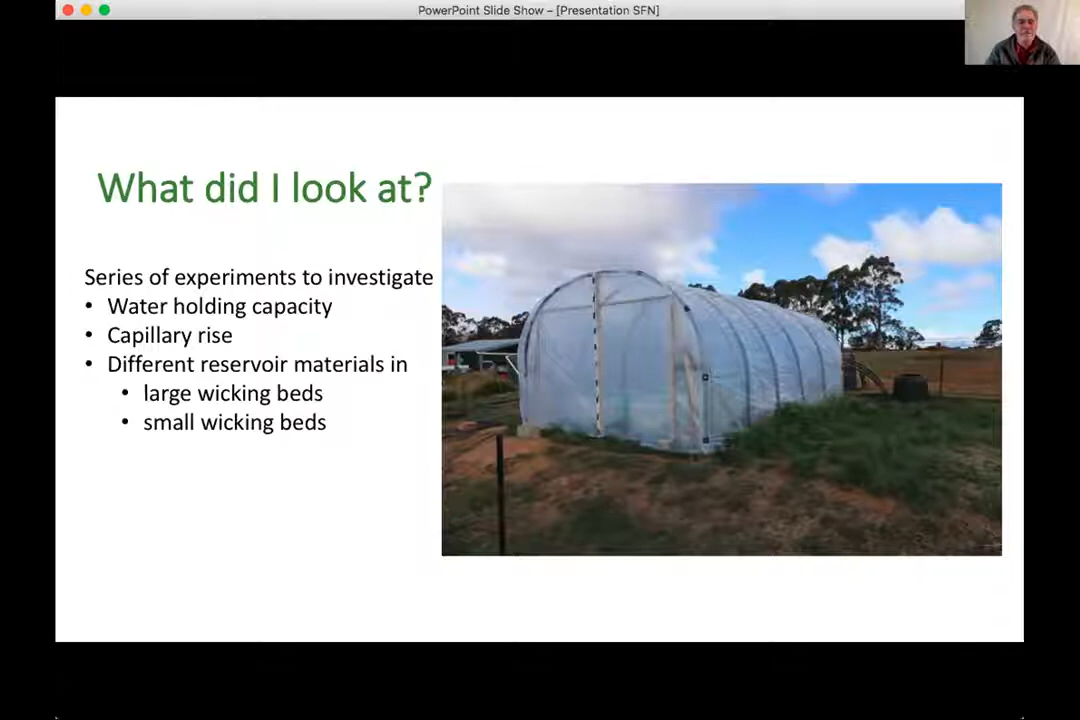 PowerPoint Slide Show – [Presentation SFN]
What did I look at?
Series of experiments to investigate
• Water holding capacity
• Capillary rise
• Different reservoir materials in
• large wicking beds
• small wicking beds